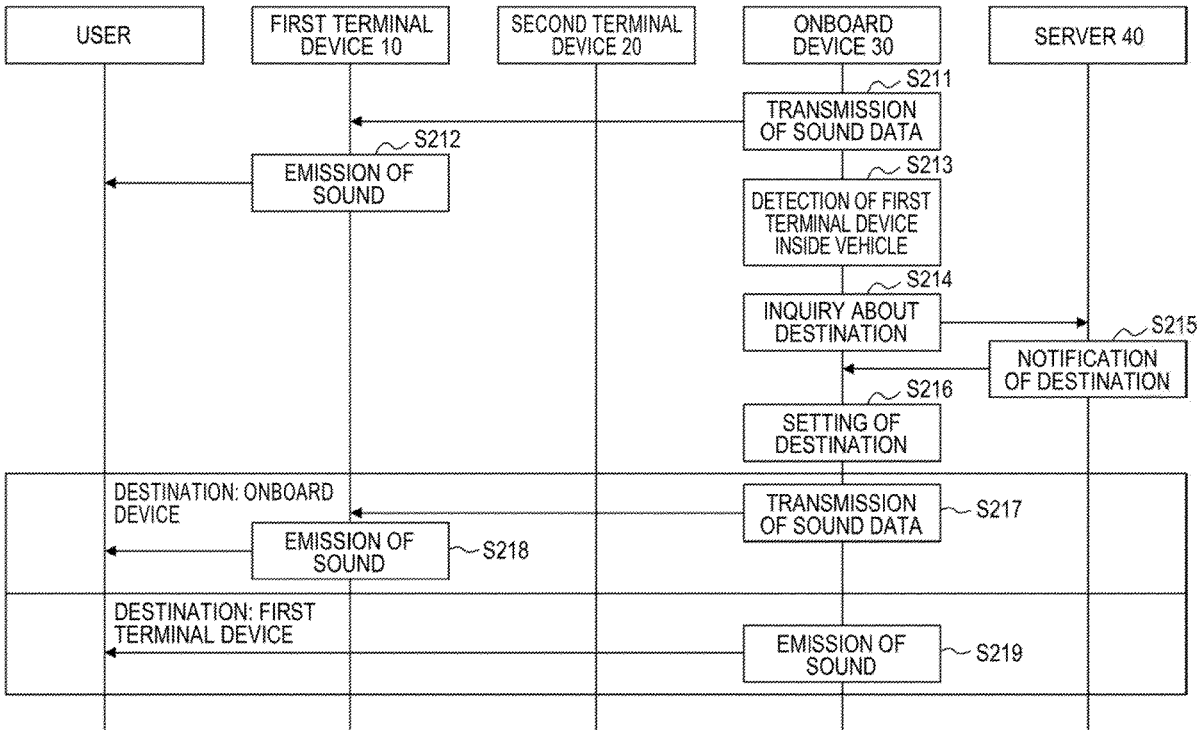 USER
FIRST TERMINAL
DEVICE 10
SECOND TERMINAL
DEVICE 20
ONBOARD
DEVICE 30
SERVER 40
S211
TRANSMISSION
OF SOUND DATA
S212
EMISSION OF
SOUND
S213
DETECTION OF FIRST
TERMINAL DEVICE
INSIDE VEHICLE
S214
INQUIRY ABOUT
DESTINATION
S215
NOTIFICATION
OF DESTINATION
S216
SETTING OF
DESTINATION
DESTINATION: ONBOARD
DEVICE
TRANSMISSION
OF SOUND DATA
S217
EMISSION OF
SOUND
S218
DESTINATION: FIRST
TERMINAL DEVICE
EMISSION OF
SOUND
S219